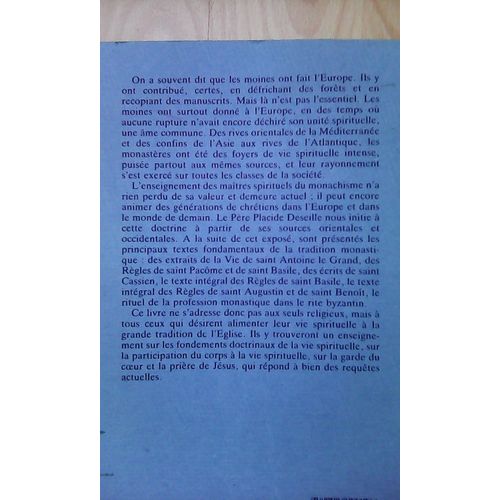 On a souvent dit que les moines ont fait l'Europe. Ils y
ont contribué, certes, en défrichant des forêts et en
recopiant des manuscrits. Mais là n'est pas l'essentiel. Les
moines ont surtout donné à l'Europe, en des temps où
aucune rupture n'avait encore déchiré son unité spirituelle,
une âme commune. Des rives orientales de la Méditerranée
et des confins de l'Asie aux rives de l'Atlantique, les
monastères ont été des foyers de vie spirituelle intense,
puisée partout aux mêmes sources, et leur rayonnement
s'est exercé sur toutes les classes de la société.
L'enseignement des maîtres spirituels du monachisme n'a
rien perdu de sa valeur et demeure actuel ; il peut encore
animer des générations de chrétiens dans l'Europe et dans
le monde de demain. Le Père Placide Deseille nous initie à
cette doctrine à partir de ses sources orientales et
occidentales. A la suite de cet exposé, sont présentés les
principaux textes fondamentaux de la tradition monasti-
que : des extraits de la Vie de saint Antoine le Grand, des
Règles de saint Pacôme et de saint Basile, des écrits de saint
Cassien, le texte intégral des Règles de saint Basile, le texte
intégral des Règles de saint Augustin et de saint Benoît, le
rituel de la profession monastique dans le rite byzantin.
Ce livre ne s'adresse donc pas aux seuls religieux, mais à
tous ceux qui désirent alimenter leur vie spirituelle à la
grande tradition de l'Eglise. Ils y trouveront un enseigne-
ment sur les fondements doctrinaux de la vie spirituelle, sur
la participation du corps à la vie spirituelle, sur la garde du
cœur et la prière de Jésus, qui répond à bien des requêtes
actuelles.